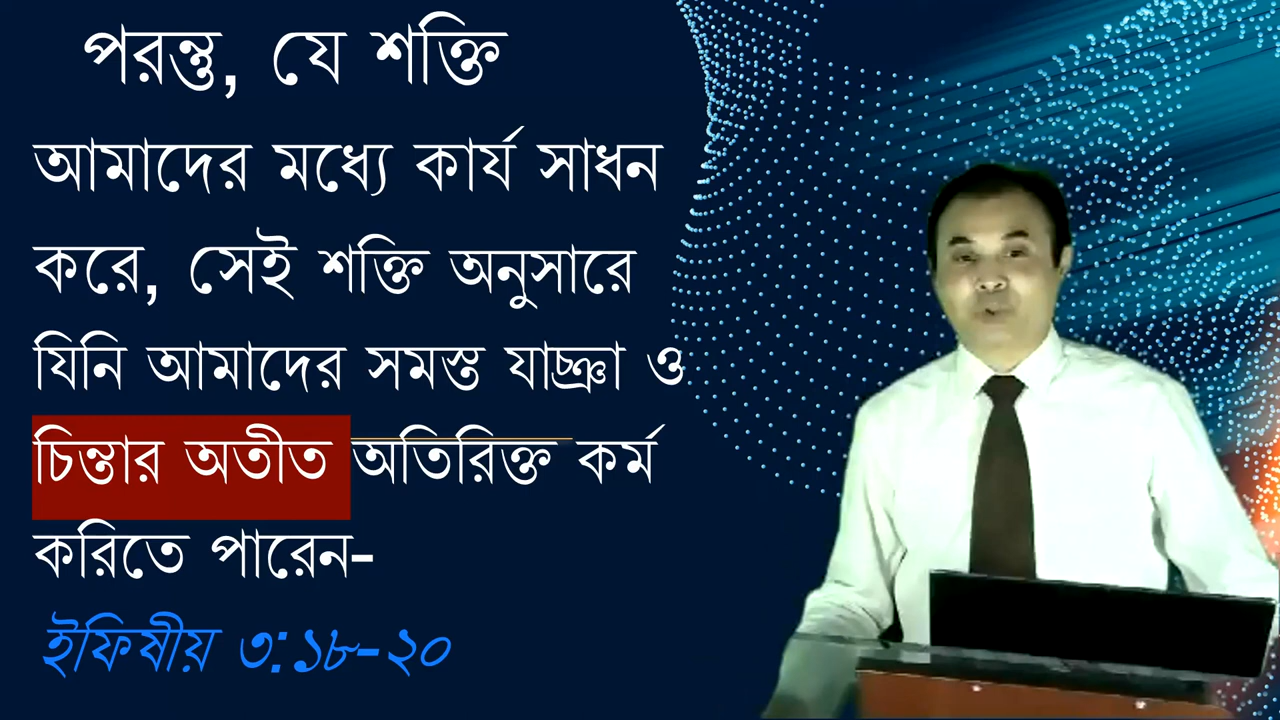 পরন্তু, যে শক্তি
আমাদের মধ্যে কার্য সাধন
করে, সেই শক্তি অনুসারে
যিনি আমাদের সমস্ত যাচ্ঞা ও
চিন্তার অতীত অতিরিক্ত কর্ম
করিতে পারেন-
ইফিষীয় ৩:১৮-২০